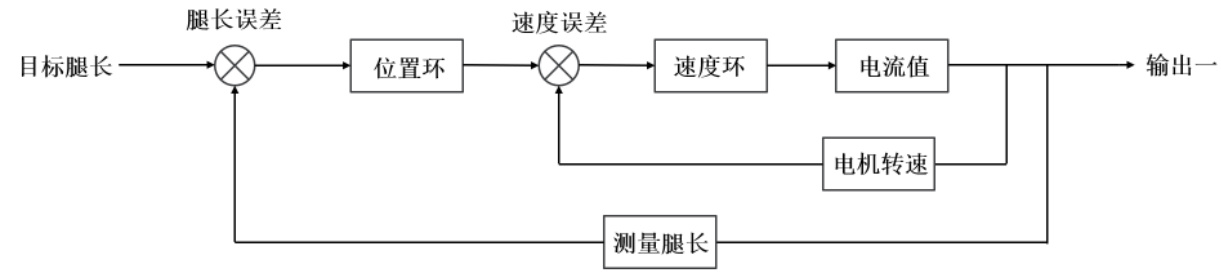 腿长误差
速度误差
目标腿长
位置环
速度环
电流值
输出一
电机转速
测量腿长